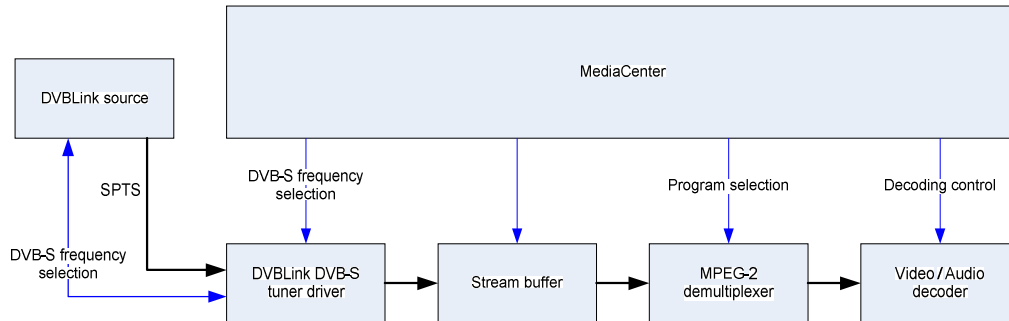 MediaCenter
DVBLink source
DVB-S frequency
selection
SPTS
Program selection
Decoding control
DVB-S frequency
selection
DVBLink DVB-S
tuner driver
Stream buffer
MPEG-2
demultiplexer
Video / Audio
decoder